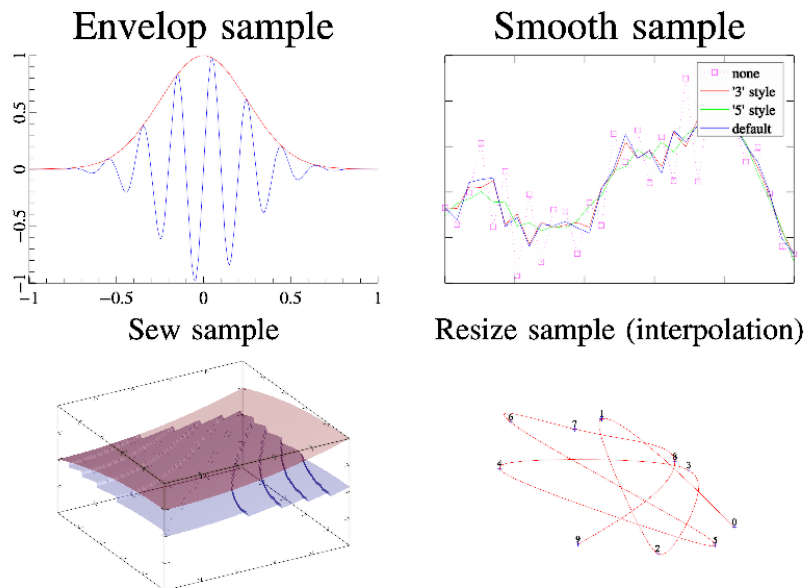 Envelop sample
Smooth sample
1
0.5
0
−0.5
−1
−1
−0.5
0
0.5
1
none
'3' style
'5' style
default
Sew sample
Resize sample (interpolation)
6
7
1
4
8
3
0
9
2
5